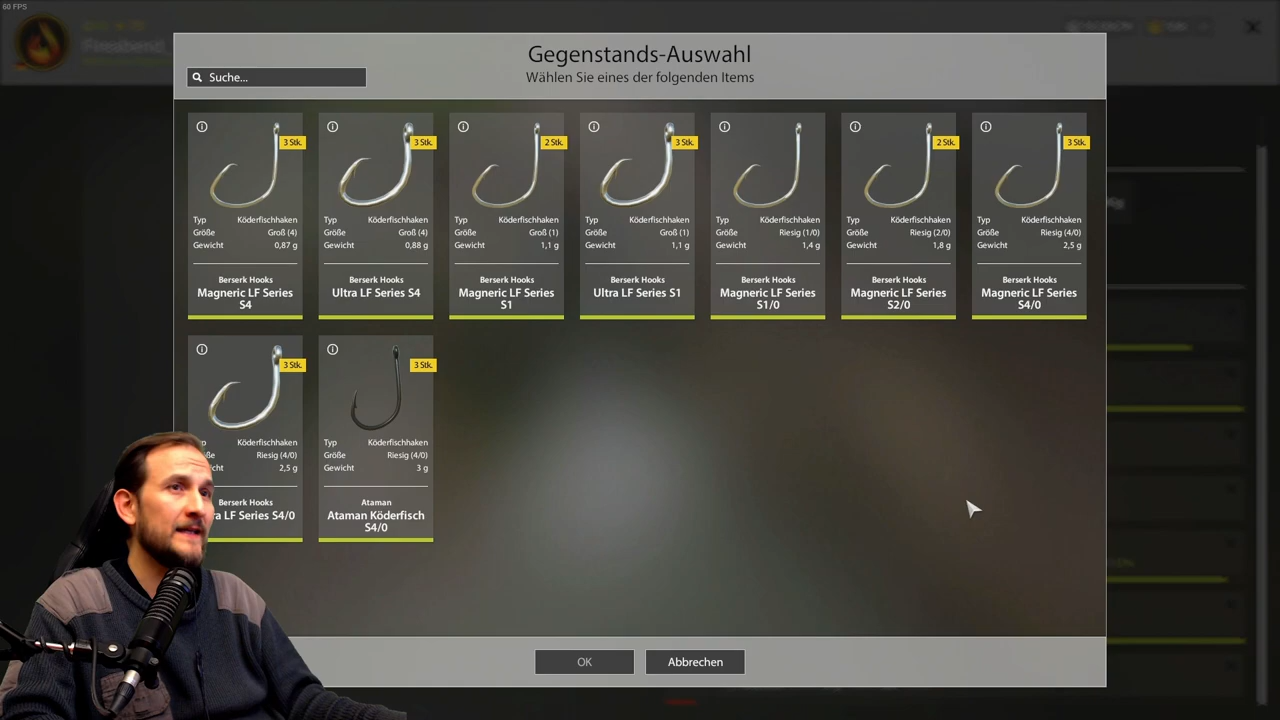 60 FPS
Gegenstands-Auswahl
Wählen Sie eines der folgenden Items
Suche...
3 Stk.
Typ Köderfischhaken
Größe Groß (4)
Gewicht 0,87 g
Berserk Hooks
Magneric LF Series
S4
3 Stk.
Typ Köderfischhaken
Größe Groß (4)
Gewicht 0,88 g
Berserk Hooks
Ultra LF Series S4
2 Stk.
Typ Köderfischhaken
Größe Groß (1)
Gewicht 1,1 g
Berserk Hooks
Magneric LF Series
S1
3 Stk.
Typ Köderfischhaken
Größe Groß (1)
Gewicht 1,1 g
Berserk Hooks
Ultra LF Series S1
Typ Köderfischhaken
Größe Riesig (1/0)
Gewicht 1,4 g
Berserk Hooks
Magneric LF Series
S1/0
2 Stk.
Typ Köderfischhaken
Größe Riesig (2/0)
Gewicht 1,8 g
Berserk Hooks
Magneric LF Series
S2/0
3 Stk.
Typ Köderfischhaken
Größe Riesig (4/0)
Gewicht 2,5 g
Berserk Hooks
Magneric LF Series
S4/0
3 Stk.
Köderfischhaken
Riesig (4/0)
2,5 g
Berserk Hooks
LF Series S4/0
3 Stk.
Typ Köderfischhaken
Größe Riesig (4/0)
Gewicht 3 g
Ataman
Ataman Köderfisch
S4/0
OK
Abbrechen